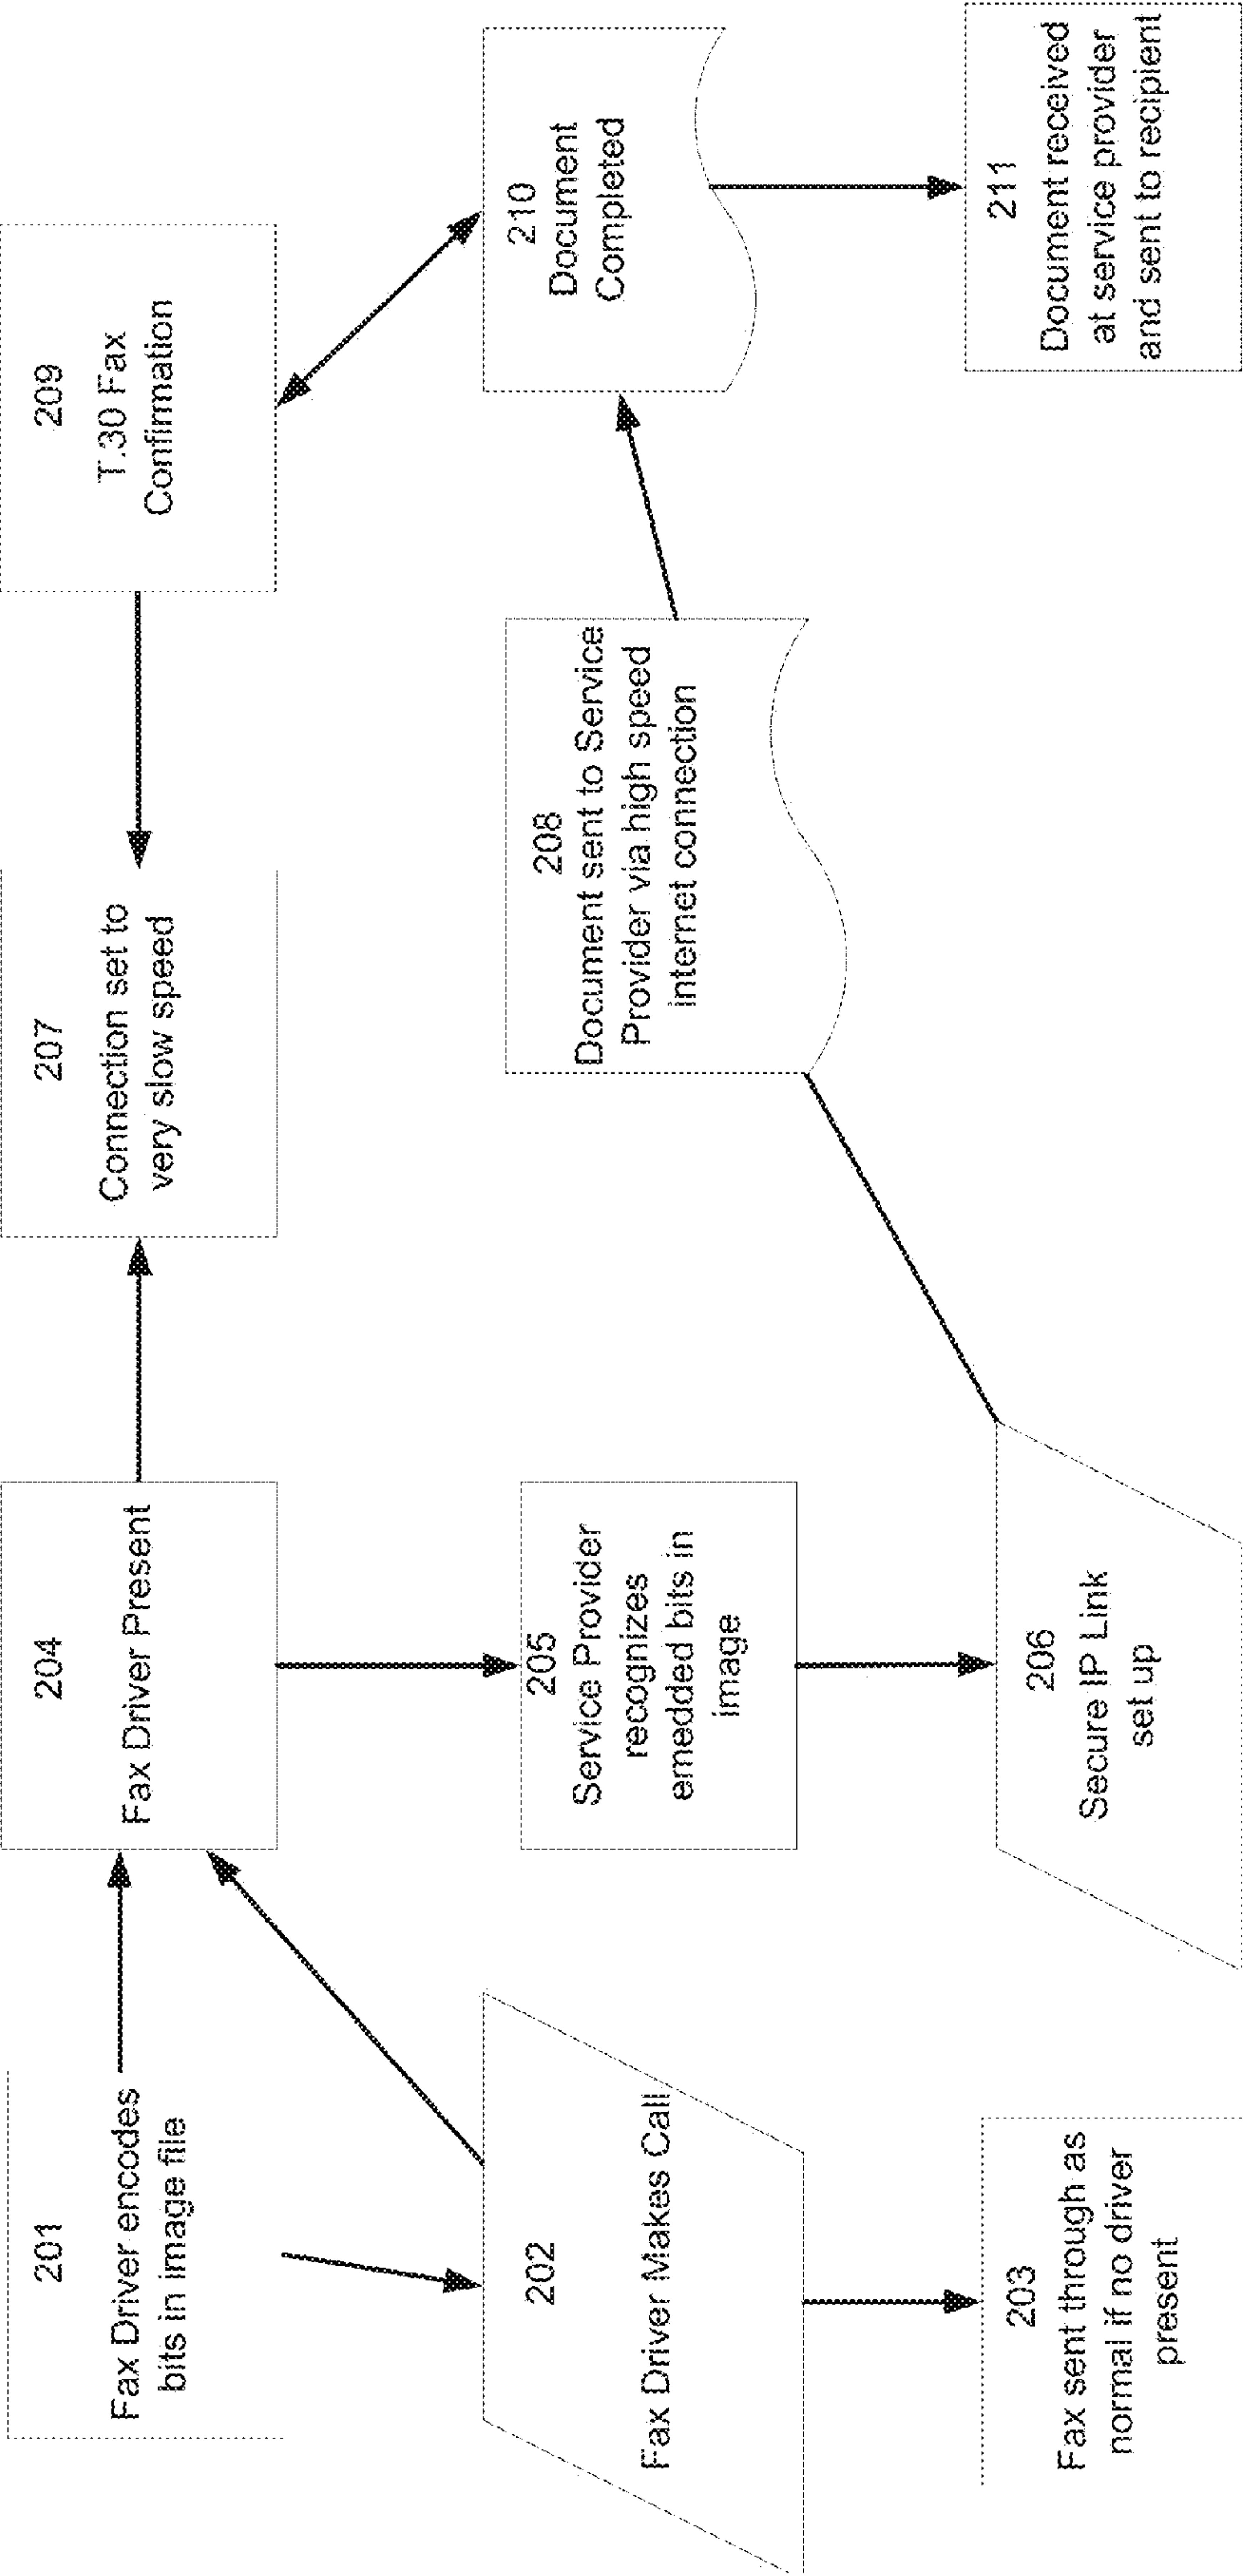 201
Fax Driver encodes
bits in image file
202
Fax Driver Makes Call
203
Fax sent through as
normal if no driver
present
204
Fax Driver Present
205
Service Provider
recognizes
emedded bits in
image
206
Secure IP Link
set up
207
Connection set to
very slow speed
208
Document sent to Service
Provider via high speed
internet connection
209
T.30 Fax
Confirmation
210
Document
Completed
211
Document received
at service provider
and sent to recipient